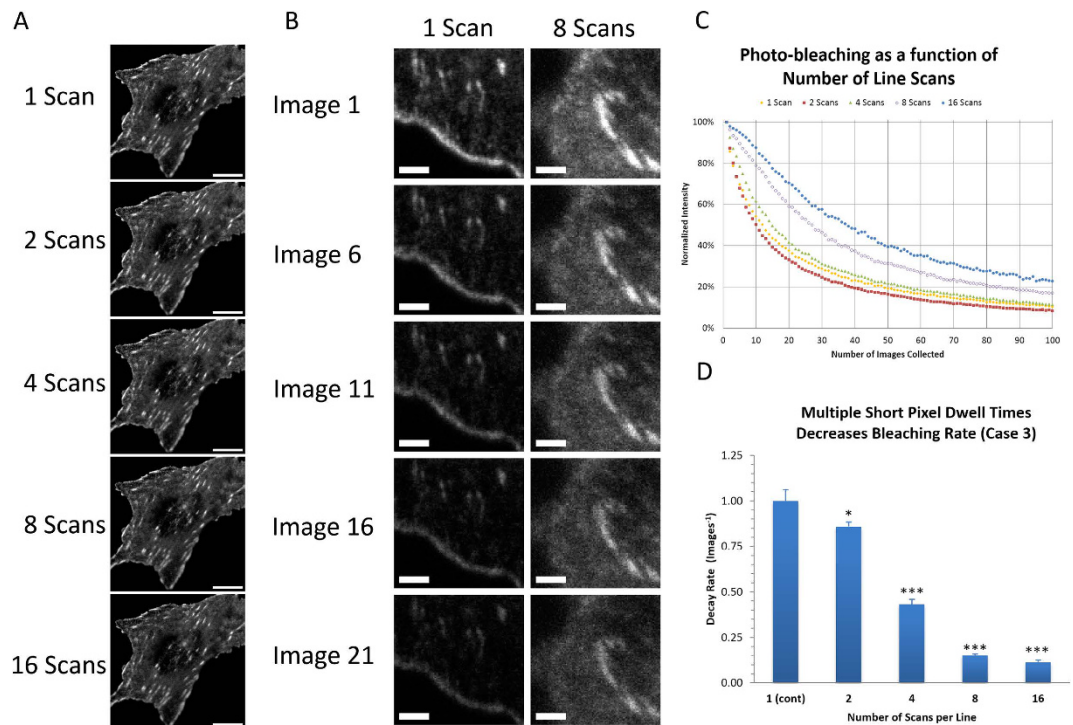 A
1 Scan
2 Scans
4 Scans
8 Scans
16 Scans
B
1 Scan 8 Scans
Image 1
Image 6
Image 11
Image 16
Image 21
C
Photo-bleaching as a function of
Number of Line Scans
1 Scan 2 Scans 4 Scans 8 Scans 16 Scans
100%
80%
60%
40%
20%
0%
Normalized Intensity
0 10 20 30 40 50 60 70 80 90 100
Number of Images Collected
D
Multiple Short Pixel Dwell Times
Decreases Bleaching Rate (Case 3)
1.25
1.00
0.75
0.50
0.25
0.00
Decay Rate (Images⁻¹)
*
***
***
***
1 (cont) 2 4 8 16
Number of Scans per Line